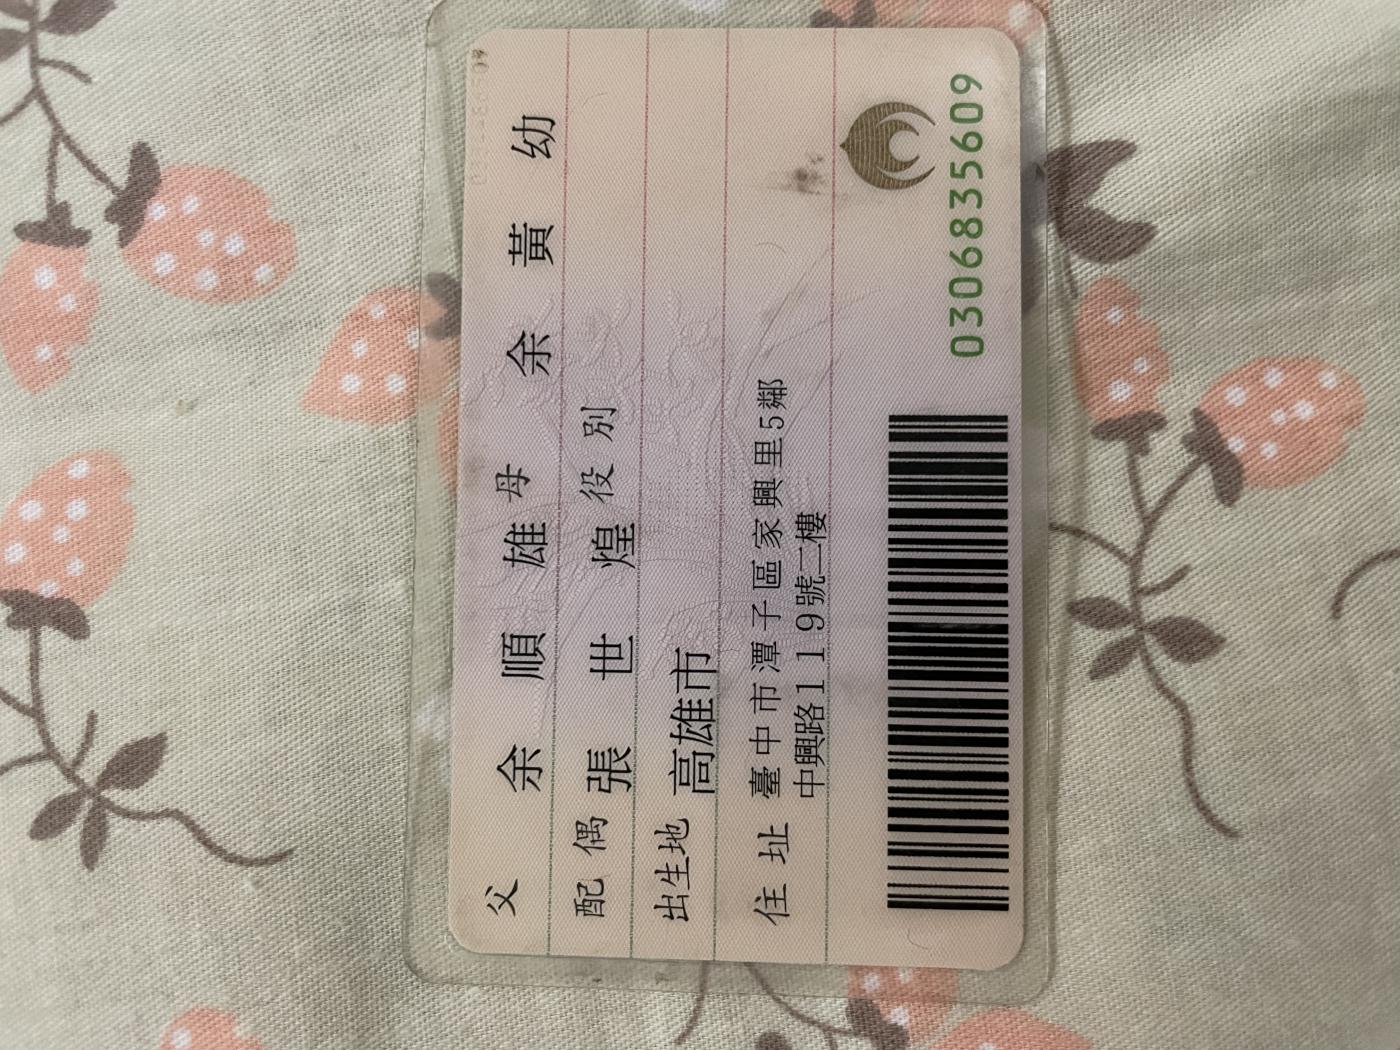 父 余順雄 母 余黃幼
配偶 張世煌 役別
出生地 高雄市
住址 臺中市潭子區家興里5鄰
中興路119號二樓
0306835609